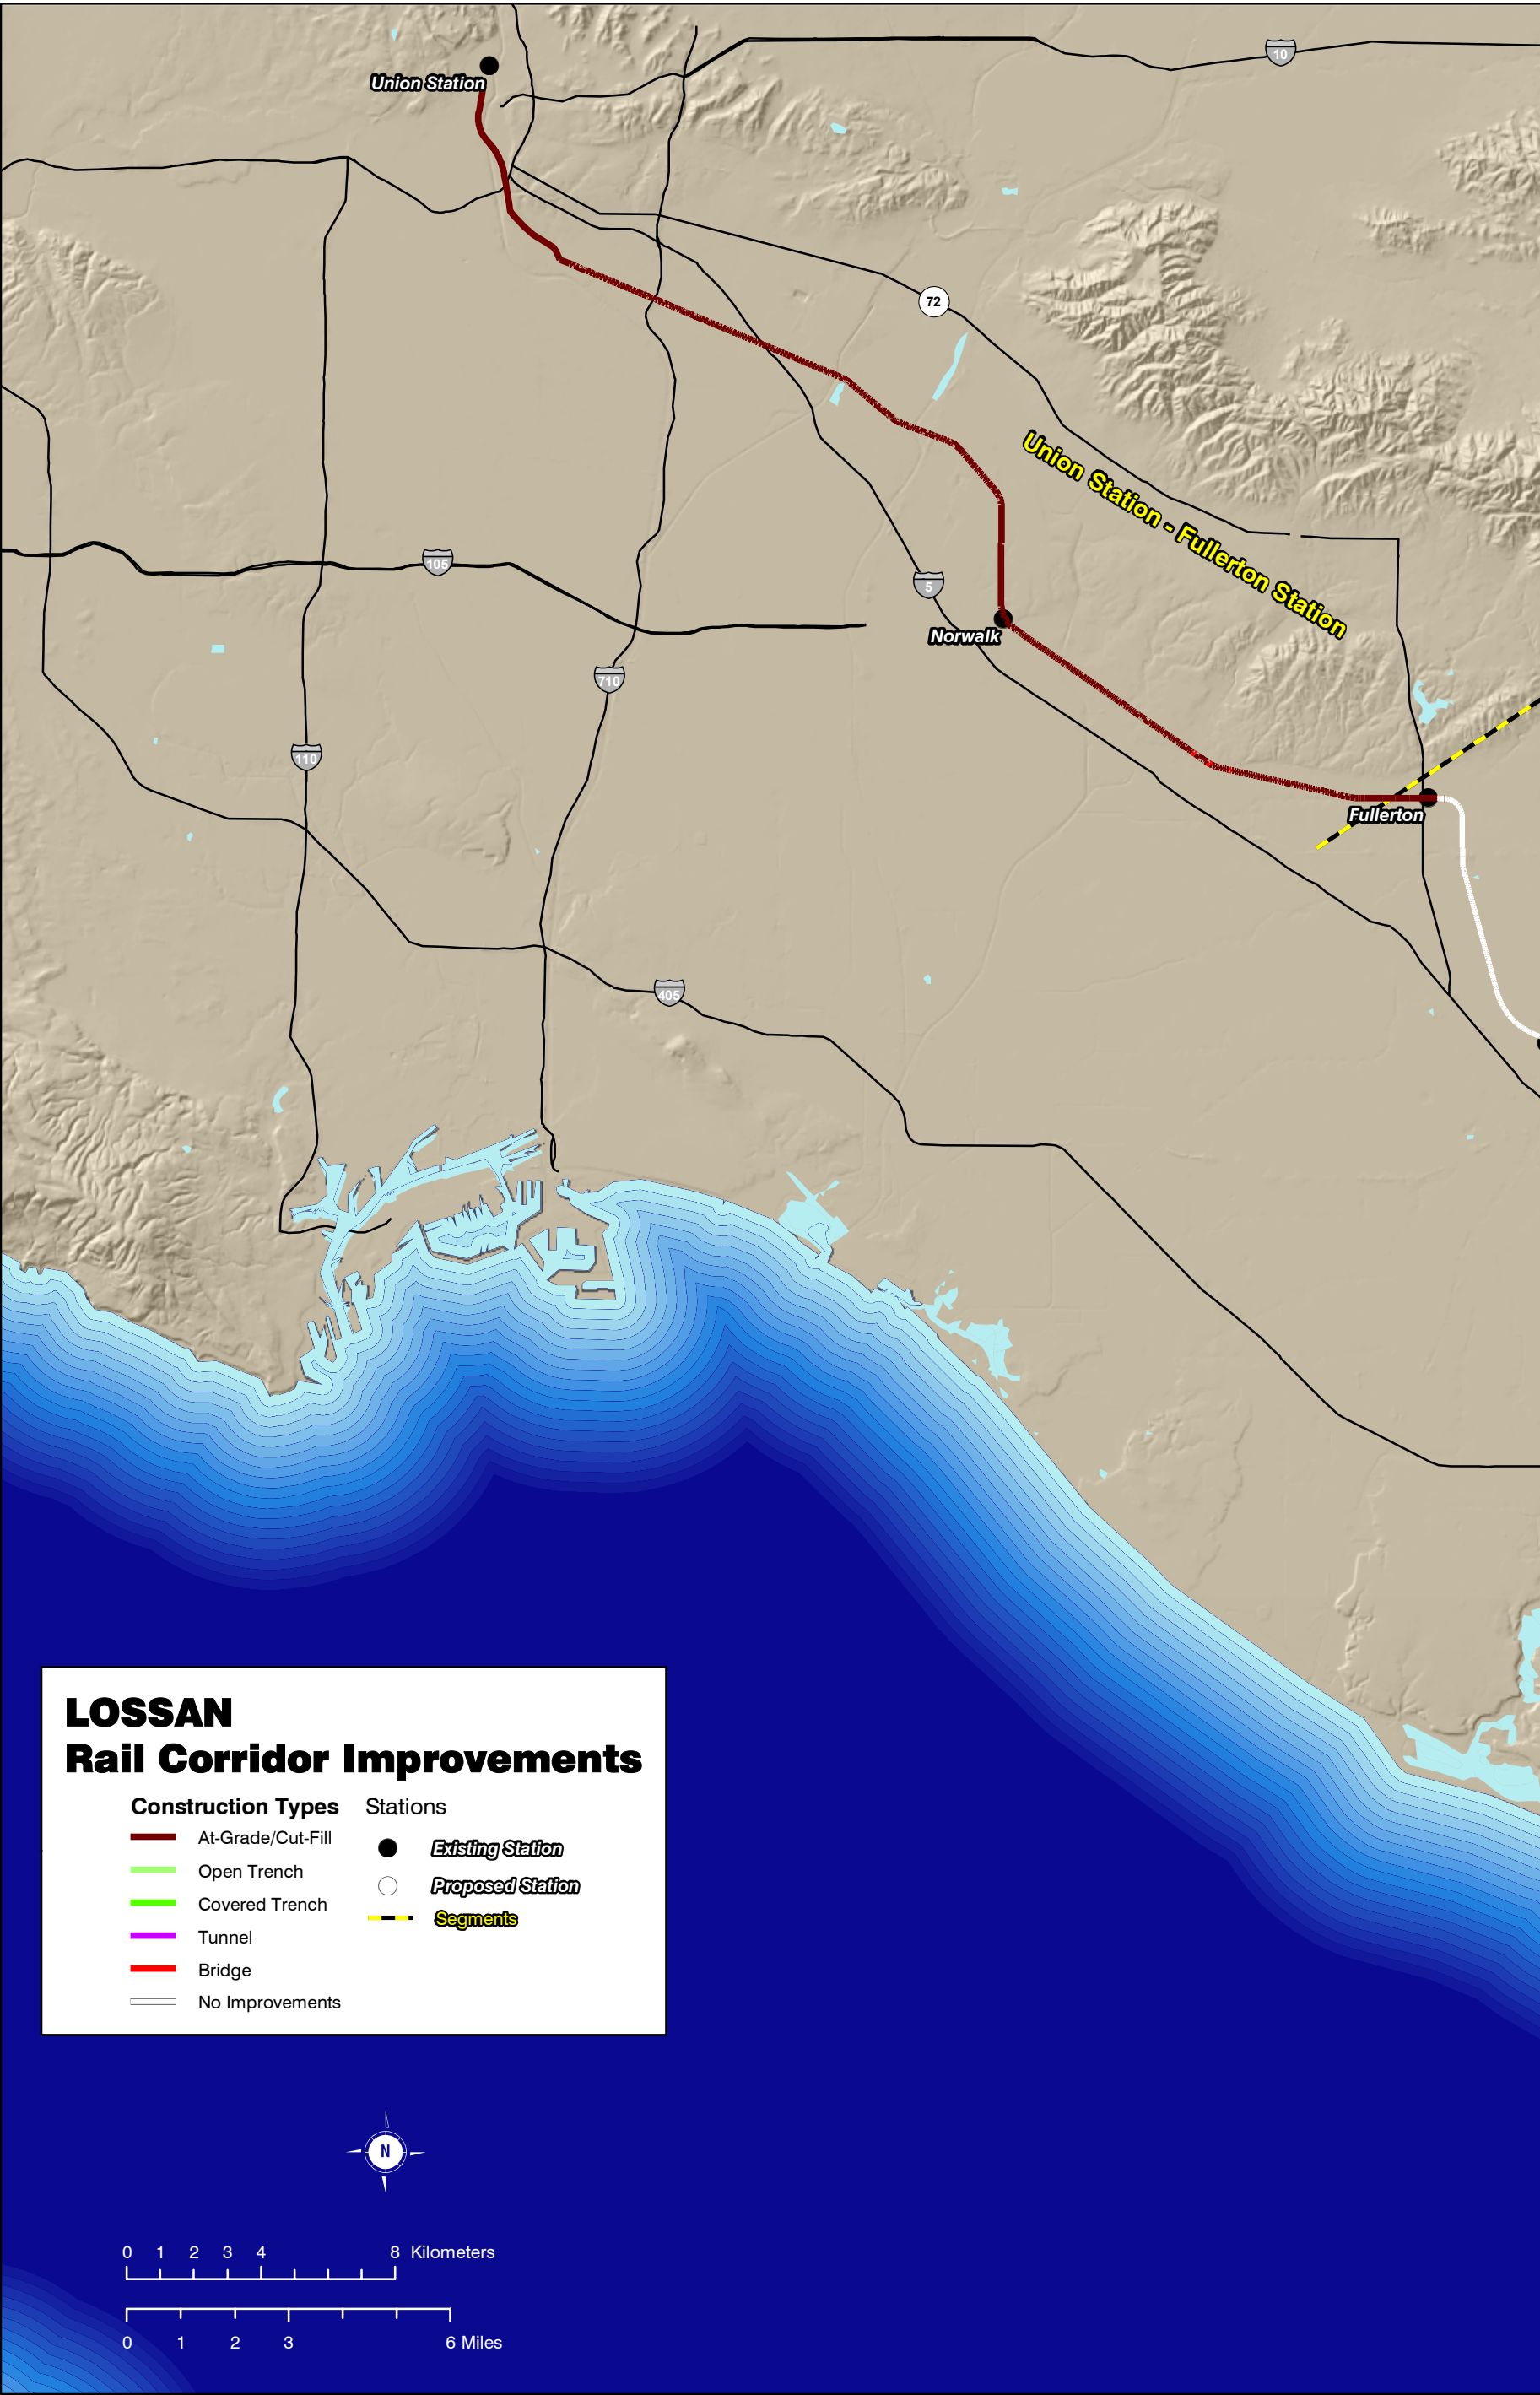 10
Union Station
72
Union Station - Fullerton Station
105
5
Norwalk
710
110
Fullerton
405
LOSSAN
Rail Corridor Improvements
Construction Types
At-Grade/Cut-Fill
Open Trench
Covered Trench
Tunnel
Bridge
No Improvements
Stations
Existing Station
Proposed Station
Segments
N
0 1 2 3 4 8 Kilometers
0 1 2 3 6 Miles